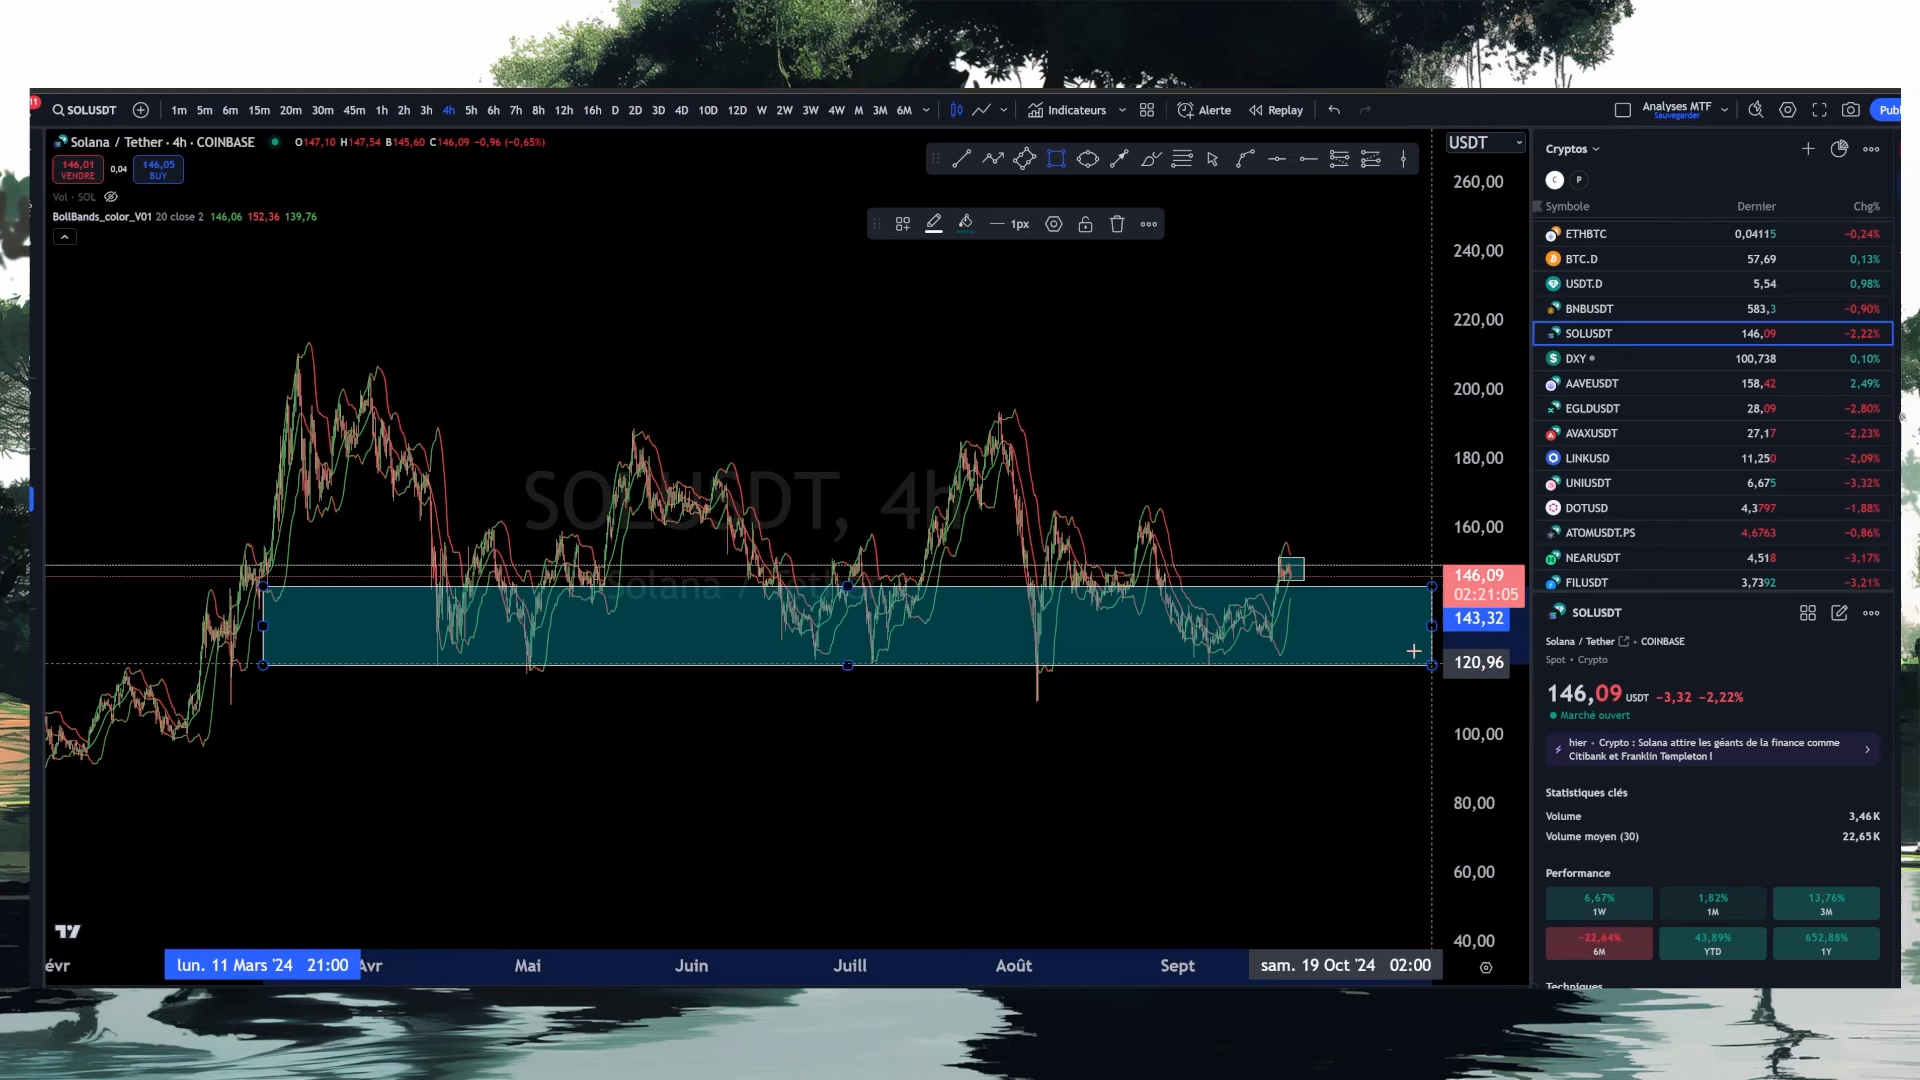 11
SOLUSDT
1m 5m 6m 15m 20m 30m 45m 1h 2h 3h 4h 5h 6h 7h 8h 12h 16h D 2D 3D 4D 10D 12D W 2W 3W 4W M 3M 6M
Indicateurs
Alerte
Replay
Analyses MTF
Sauvegarder
Publ
Solana / Tether · 4h · COINBASE
O147,10 H147,54 B145,60 C146,09 −0,96 (−0,65%)
146,01
VENDRE
0,04
146,05
BUY
Vol · SOL
BollBands_color_V01 20 close 2 146,06 152,36 139,76
1px
SOLUSDT, 4h
Solana / Tether
USDT
260,00
240,00
220,00
200,00
180,00
160,00
146,09
02:21:05
143,32
120,96
100,00
80,00
60,00
40,00
évr
lun. 11 Mars '24 21:00
Avr
Mai
Juin
Juill
Août
Sept
sam. 19 Oct '24 02:00
Cryptos
C
P
Symbole Dernier Chg%
ETHBTC 0,04115 −0,24%
BTC.D 57,69 0,13%
USDT.D 5,54 0,98%
BNBUSDT 583,3 −0,90%
SOLUSDT 146,09 −2,22%
DXY 100,738 0,10%
AAVEUSDT 158,42 2,49%
EGLDUSDT 28,09 −2,80%
AVAXUSDT 27,17 −2,23%
LINKUSD 11,250 −2,09%
UNIUSDT 6,675 −3,32%
DOTUSD 4,3797 −1,88%
ATOMUSDT.PS 4,6763 −0,86%
NEARUSDT 4,518 −3,17%
FILUSDT 3,7392 −3,21%
SOLUSDT
Solana / Tether • COINBASE
Spot • Crypto
146,09 USDT −3,32 −2,22%
Marché ouvert
hier • Crypto : Solana attire les géants de la finance comme
Citibank et Franklin Templeton !
Statistiques clés
Volume 3,46K
Volume moyen (30) 22,65K
Performance
6,67% 1,82% 13,76%
1W 1M 3M
−22,64% 43,89% 652,88%
6M YTD 1Y
Techniques